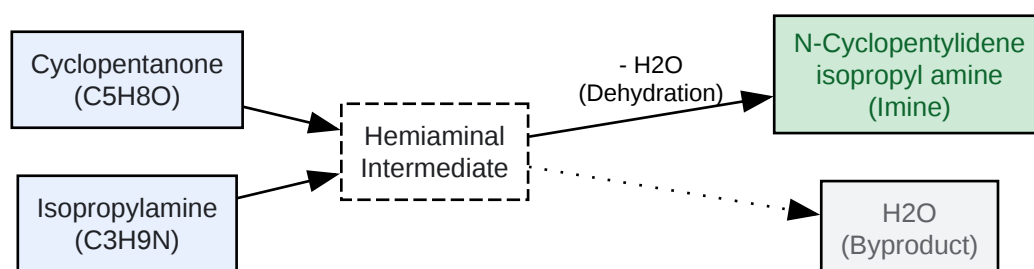 Cyclopentanone
(C5H8O)
Isopropylamine
(C3H9N)
Hemiaminal
Intermediate
- H2O
(Dehydration)
N-Cyclopentylidene
isopropyl amine
(Imine)
H2O
(Byproduct)